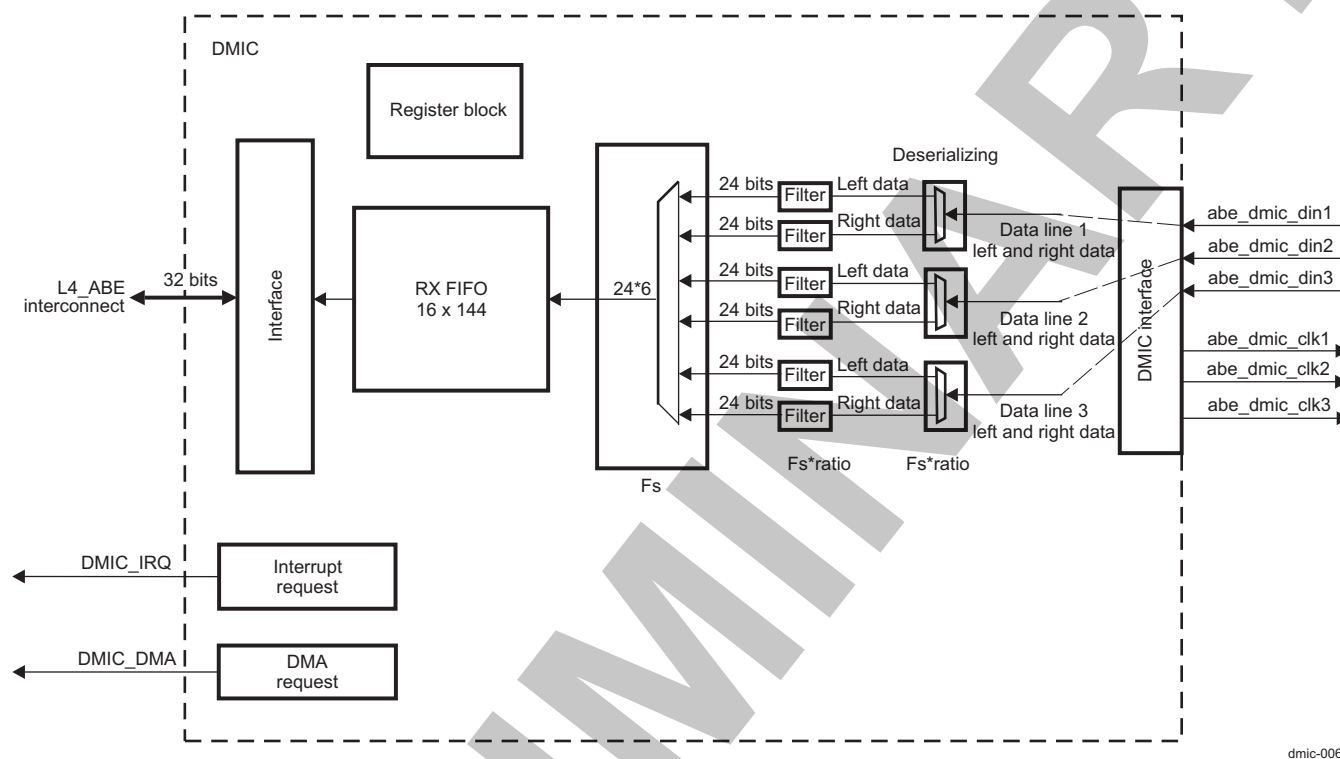 DMIC
Register block
Deserializing
24 bits
Filter
Left data
24 bits
Filter
Right data
Data line 1
left and right data
abe_dmic_din1
abe_dmic_din2
abe_dmic_din3
L4_ABE
interconnect
32 bits
Interface
RX FIFO
16 x 144
24*6
24 bits
Filter
Left data
24 bits
Filter
Right data
Data line 2
left and right data
DMIC interface
abe_dmic_clk1
abe_dmic_clk2
abe_dmic_clk3
24 bits
Filter
Left data
24 bits
Filter
Right data
Data line 3
left and right data
Fs
Fs*ratio
Fs*ratio
DMIC_IRQ
Interrupt
request
DMIC_DMA
DMA
request
dmic-006